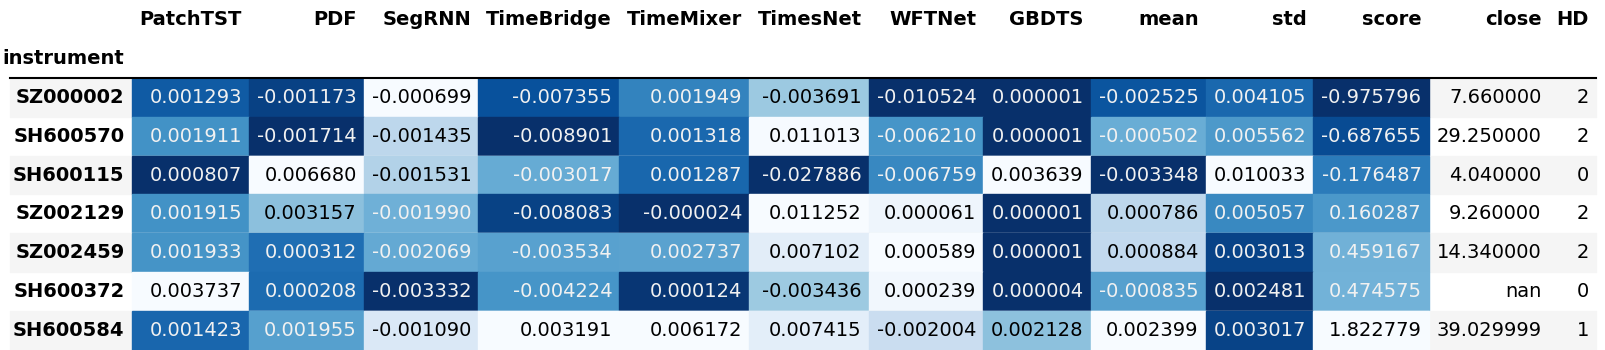 PatchTST PDF SegRNN TimeBridge TimeMixer TimesNet WFTNet GBDTS mean std score close HD
instrument
SZ000002 0.001293 -0.001173 -0.000699 -0.007355 0.001949 -0.003691 -0.010524 0.000001 -0.002525 0.004105 -0.975796 7.660000 2
SH600570 0.001911 -0.001714 -0.001435 -0.008901 0.001318 0.011013 -0.006210 0.000001 -0.000502 0.005562 -0.687655 29.250000 2
SH600115 0.000807 0.006680 -0.001531 -0.003017 0.001287 -0.027886 -0.006759 0.003639 -0.003348 0.010033 -0.176487 4.040000 0
SZ002129 0.001915 0.003157 -0.001990 -0.008083 -0.000024 0.011252 0.000061 0.000001 0.000786 0.005057 0.160287 9.260000 2
SZ002459 0.001933 0.000312 -0.002069 -0.003534 0.002737 0.007102 0.000589 0.000001 0.000884 0.003013 0.459167 14.340000 2
SH600372 0.003737 0.000208 -0.003332 -0.004224 0.000124 -0.003436 0.000239 0.000004 -0.000835 0.002481 0.474575 nan 0
SH600584 0.001423 0.001955 -0.001090 0.003191 0.006172 0.007415 -0.002004 0.002128 0.002399 0.003017 1.822779 39.029999 1